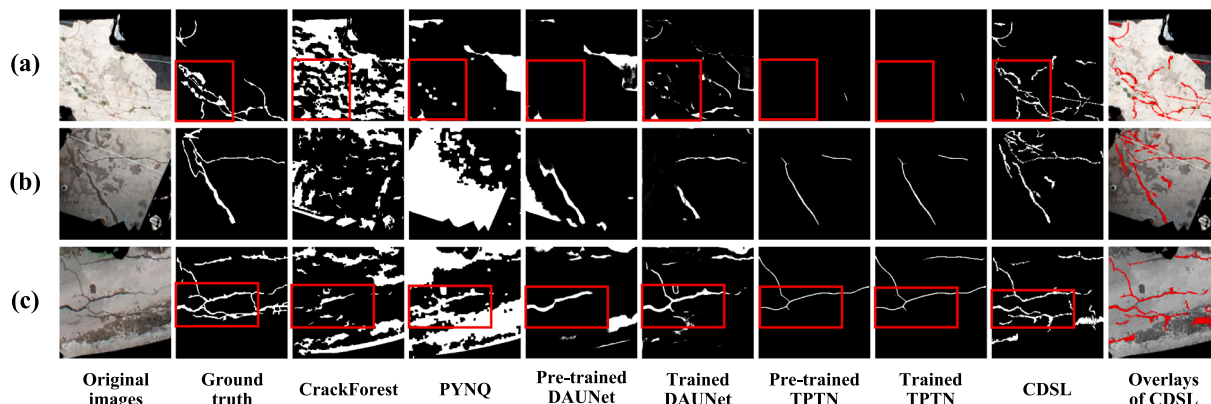 (a)
(b)
(c)
Original images
Ground truth
CrackForest
PYNQ
Pre-trained DAUNet
Trained DAUNet
Pre-trained TPTN
Trained TPTN
CDSL
Overlays of CDSL